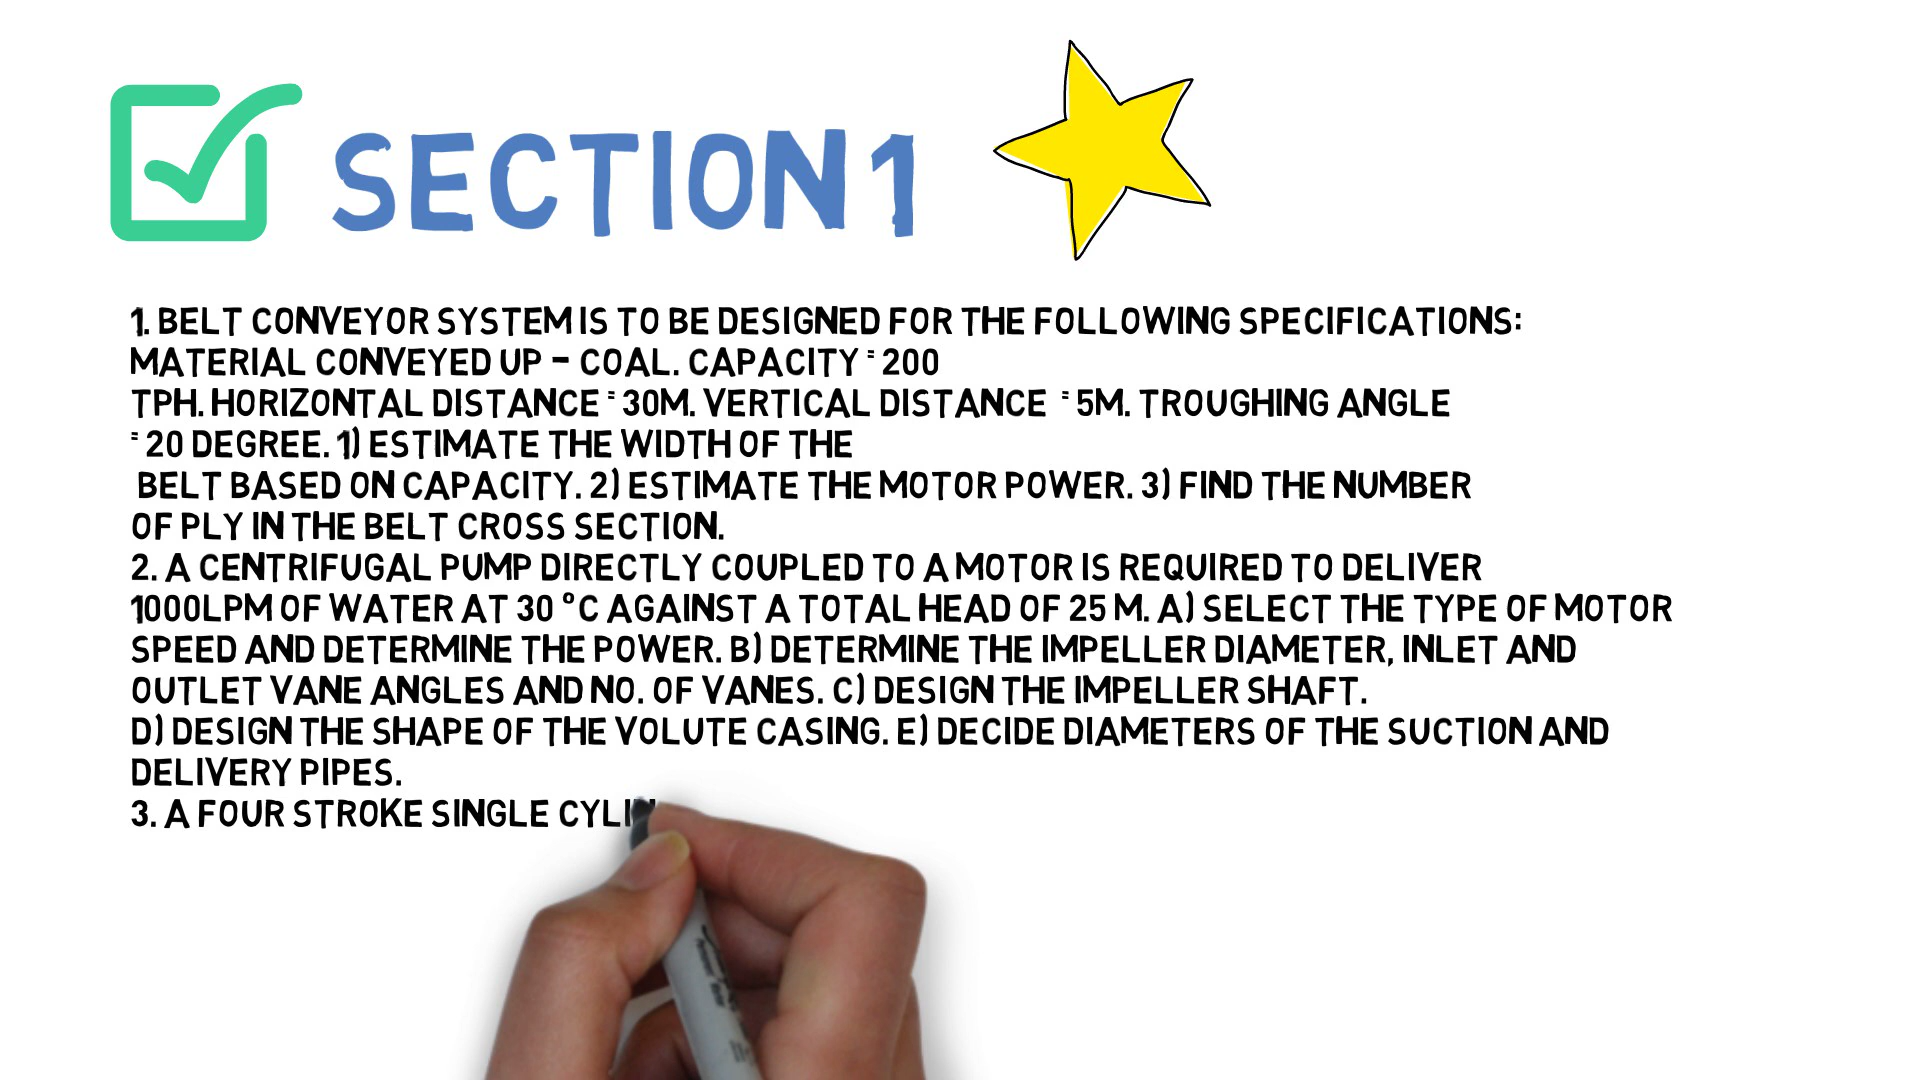 SECTION 1
1. BELT CONVEYOR SYSTEM IS TO BE DESIGNED FOR THE FOLLOWING SPECIFICATIONS:
MATERIAL CONVEYED UP – COAL. CAPACITY = 200
TPH. HORIZONTAL DISTANCE = 30M. VERTICAL DISTANCE = 5M. TROUGHING ANGLE
= 20 DEGREE. 1) ESTIMATE THE WIDTH OF THE
BELT BASED ON CAPACITY. 2) ESTIMATE THE MOTOR POWER. 3) FIND THE NUMBER
OF PLY IN THE BELT CROSS SECTION.
2. A CENTRIFUGAL PUMP DIRECTLY COUPLED TO A MOTOR IS REQUIRED TO DELIVER
1000LPM OF WATER AT 30 °C AGAINST A TOTAL HEAD OF 25 M. A) SELECT THE TYPE OF MOTOR
SPEED AND DETERMINE THE POWER. B) DETERMINE THE IMPELLER DIAMETER, INLET AND
OUTLET VANE ANGLES AND NO. OF VANES. C) DESIGN THE IMPELLER SHAFT.
D) DESIGN THE SHAPE OF THE VOLUTE CASING. E) DECIDE DIAMETERS OF THE SUCTION AND
DELIVERY PIPES.
3. A FOUR STROKE SINGLE CYLIN